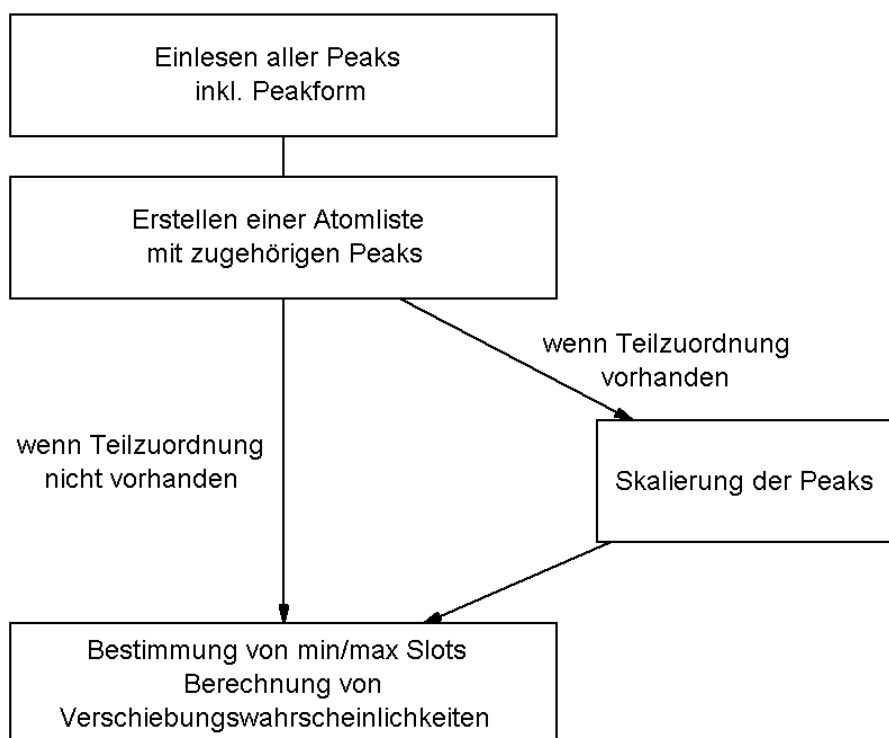 Einlesen aller Peaks
inkl. Peakform
Erstellen einer Atomliste
mit zugehörigen Peaks
wenn Teilzuordnung
vorhanden
wenn Teilzuordnung
nicht vorhanden
Skalierung der Peaks
Bestimmung von min/max Slots
Berechnung von
Verschiebungswahrscheinlichkeiten